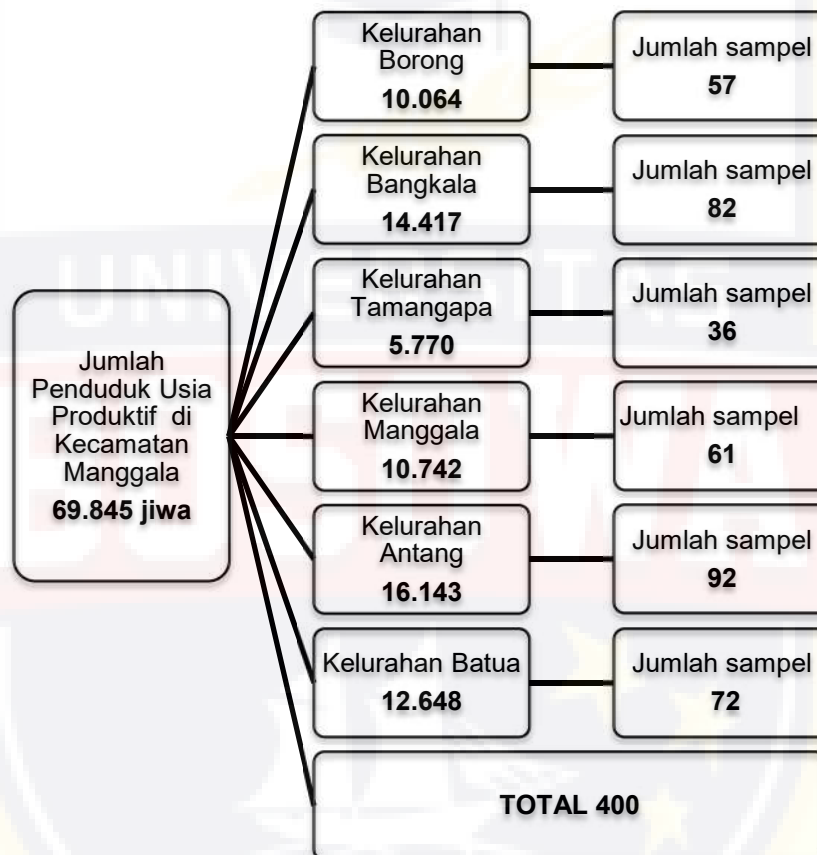 Jumlah
Penduduk Usia
Produktif di
Kecamatan
Manggala
69.845 jiwa
Kelurahan
Borong
10.064
Jumlah sampel
57
Kelurahan
Bangkala
14.417
Jumlah sampel
82
Kelurahan
Tamangapa
5.770
Jumlah sampel
36
Kelurahan
Manggala
10.742
Jumlah sampel
61
Kelurahan
Antang
16.143
Jumlah sampel
92
Kelurahan Batua
12.648
Jumlah sampel
72
TOTAL 400
UNIVERSITAS
BOSOWA